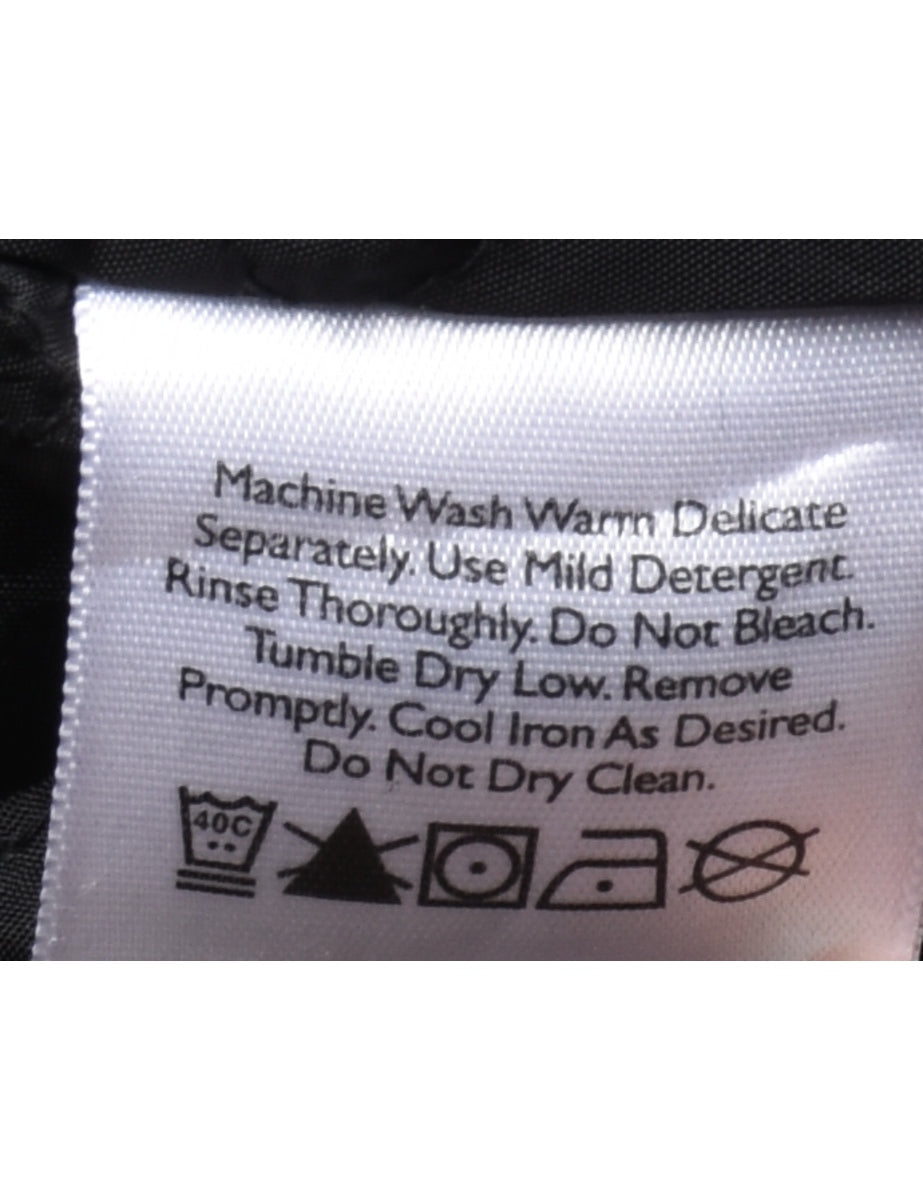 Machine Wash Warm Delicate
Separately. Use Mild Detergent.
Rinse Thoroughly. Do Not Bleach.
Tumble Dry Low. Remove
Promptly. Cool Iron As Desired.
Do Not Dry Clean.
40C